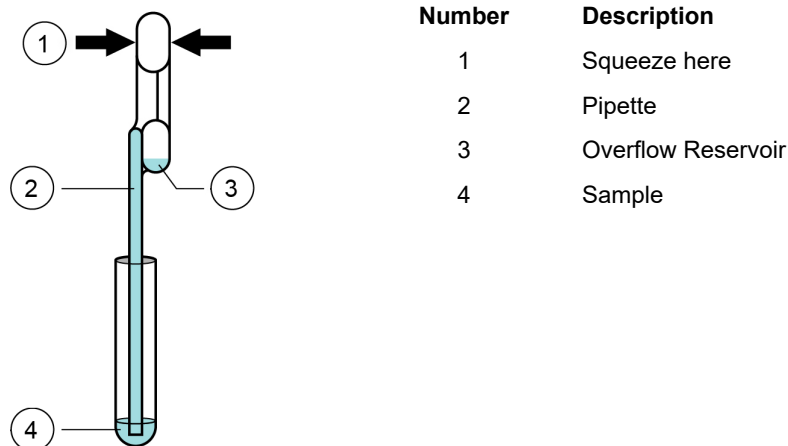 Number Description
1 Squeeze here
2 Pipette
3 Overflow Reservoir
4 Sample
1
2
3
4